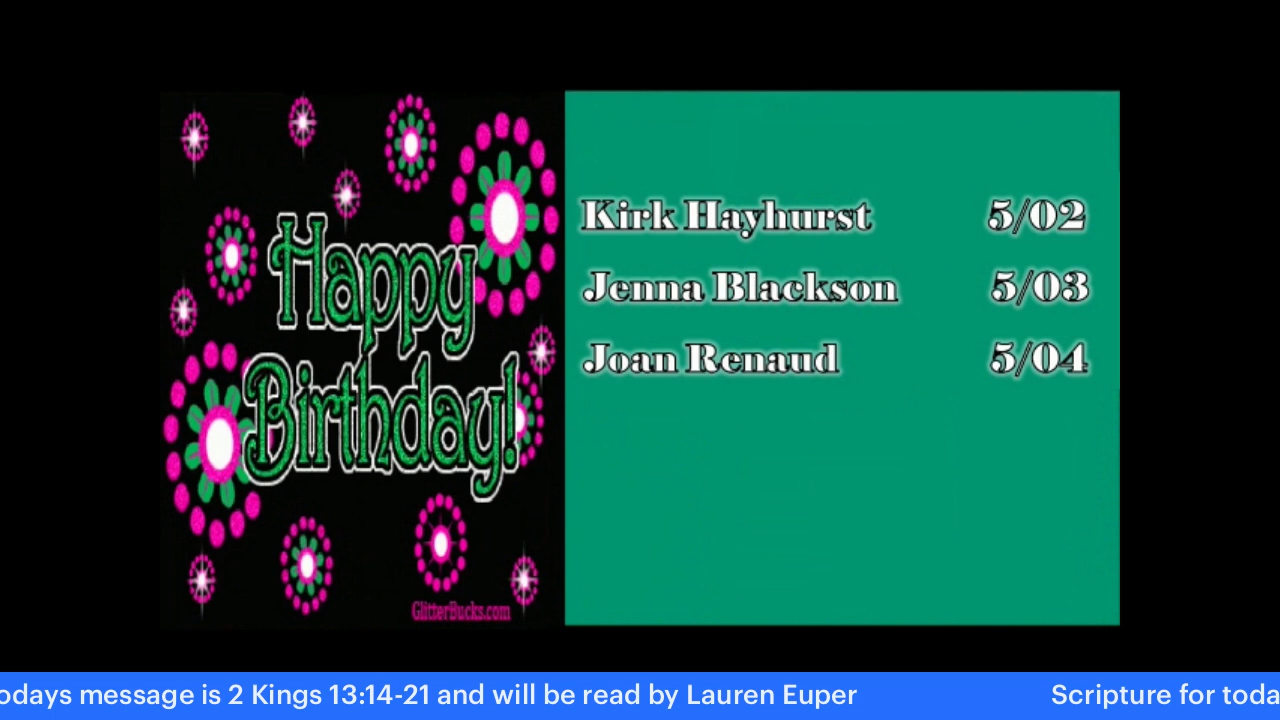 Happy
Birthday!
GlitterBucks.com
Kirk Hayhurst 5/02
Jenna Blackson 5/03
Joan Renaud 5/04
odays message is 2 Kings 13:14-21 and will be read by Lauren Euper Scripture for toda